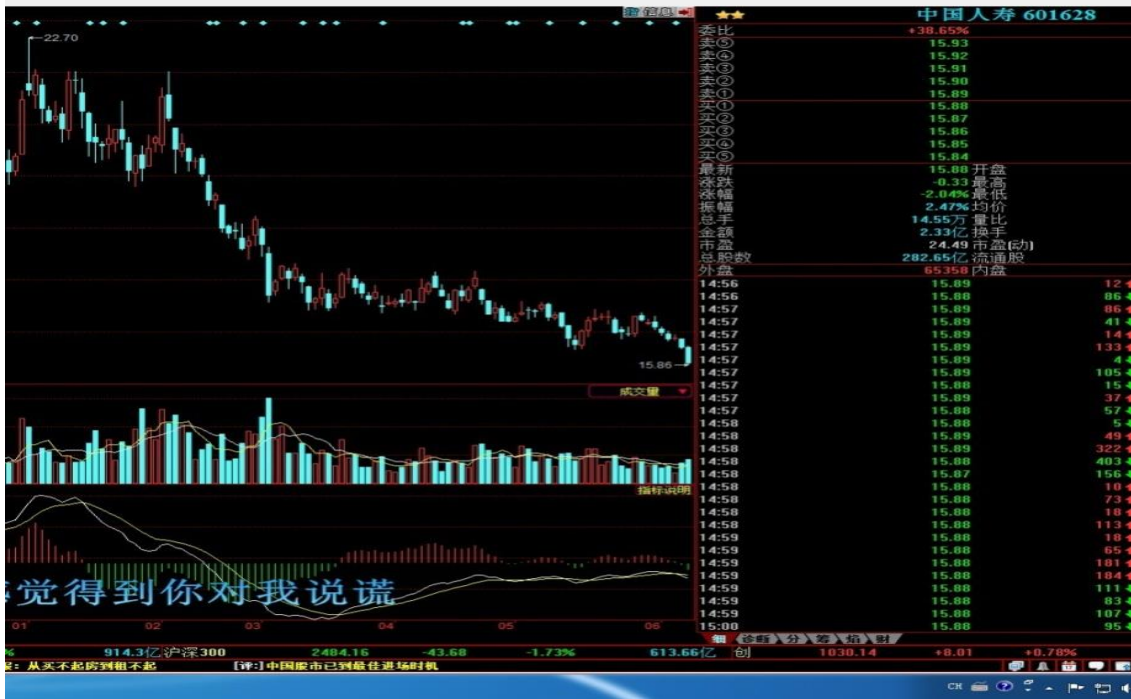 信息
中国人寿 601628
22.70
委比 +38.65%
卖⑤ 15.93
卖④ 15.92
卖③ 15.91
卖② 15.90
卖① 15.89
买① 15.88
买② 15.87
买③ 15.86
买④ 15.85
买⑤ 15.84
最新 15.88 开盘
涨跌 -0.33 最高
涨幅 -2.04% 最低
振幅 2.47% 均价
总手 14.55万 量比
金额 2.33亿 换手
市盈 24.49 市盈(动)
总股数 282.65亿 流通股
外盘 65358 内盘
14:56 15.89 12
14:56 15.88 86
14:57 15.89 86
14:57 15.89 41
14:57 15.89 14
14:57 15.89 133
14:57 15.89 4
14:57 15.89 105
14:57 15.88 15
14:57 15.89 37
14:57 15.88 57
14:58 15.88 5
14:58 15.89 49
14:58 15.89 322
14:58 15.88 403
14:58 15.87 156
14:58 15.88 10
14:58 15.88 73
14:58 15.88 18
14:58 15.88 113
14:59 15.88 18
14:59 15.88 65
14:59 15.88 181
14:59 15.88 184
14:59 15.88 111
14:59 15.88 83
14:59 15.88 107
15:00 15.88 95
15.86
成交量
指标说明
觉得到你对我说谎
01 02 03 04 05 06
细 诊断 分 筹 焰 财
% 914.3亿 沪深300 2484.16 -43.68 -1.73% 613.66亿 创 1030.14 +8.01 +0.78%
: 从买不起房到租不起 [评:]中国股市已到最佳进场时机
CH